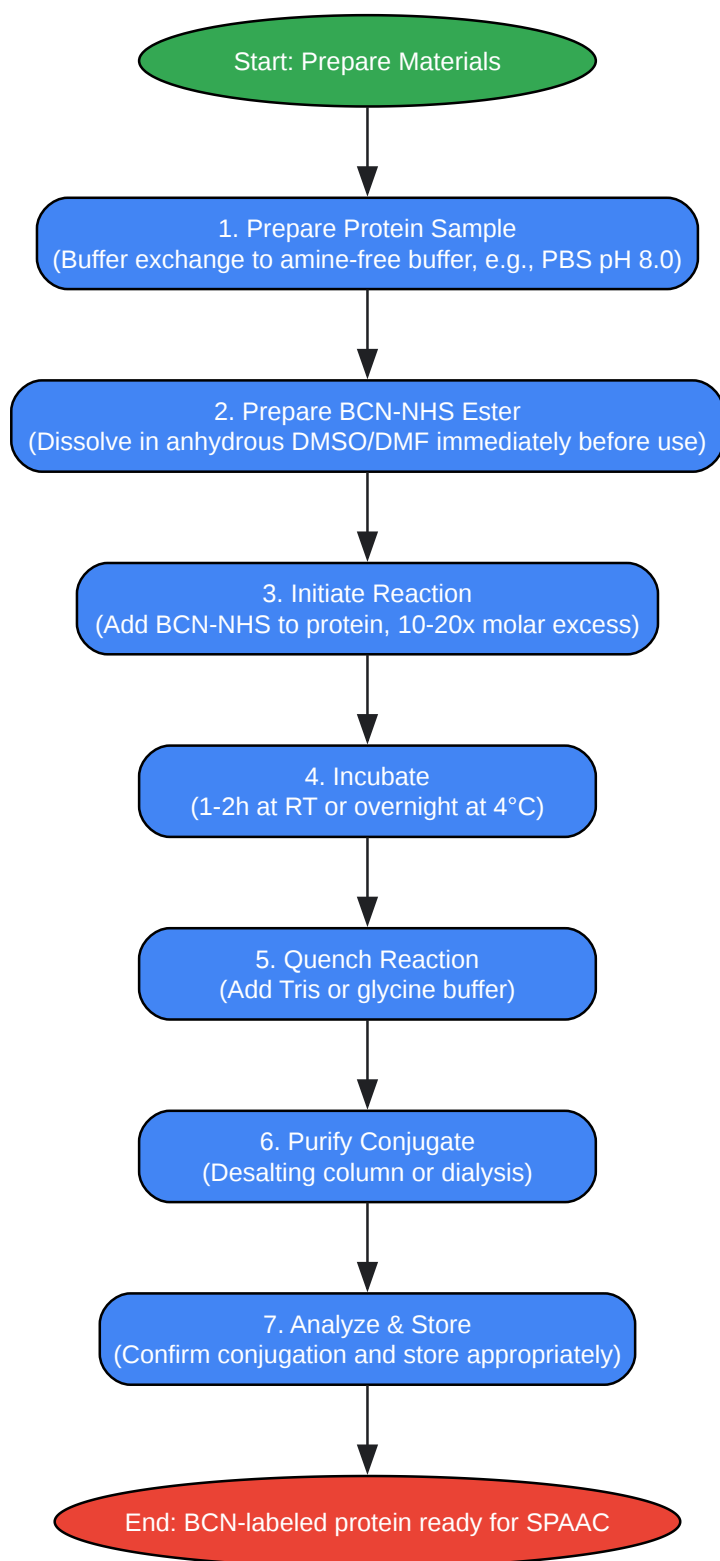 Start: Prepare Materials
1. Prepare Protein Sample
(Buffer exchange to amine-free buffer, e.g., PBS pH 8.0)
2. Prepare BCN-NHS Ester
(Dissolve in anhydrous DMSO/DMF immediately before use)
3. Initiate Reaction
(Add BCN-NHS to protein, 10-20x molar excess)
4. Incubate
(1-2h at RT or overnight at 4°C)
5. Quench Reaction
(Add Tris or glycine buffer)
6. Purify Conjugate
(Desalting column or dialysis)
7. Analyze & Store
(Confirm conjugation and store appropriately)
End: BCN-labeled protein ready for SPAAC